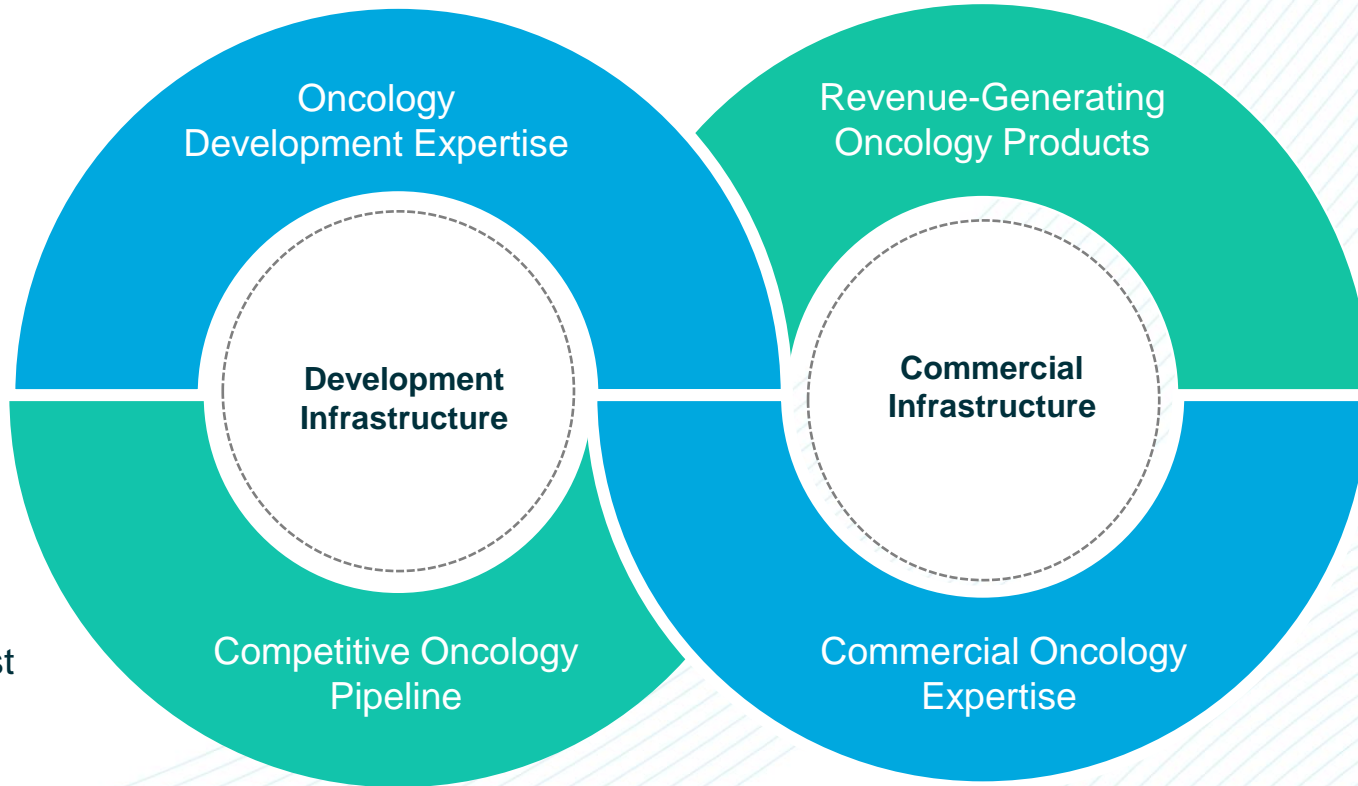 Oncology
Development Expertise
Revenue-Generating
Oncology Products
Development
Infrastructure
Commercial
Infrastructure
Competitive Oncology
Pipeline
Commercial Oncology
Expertise